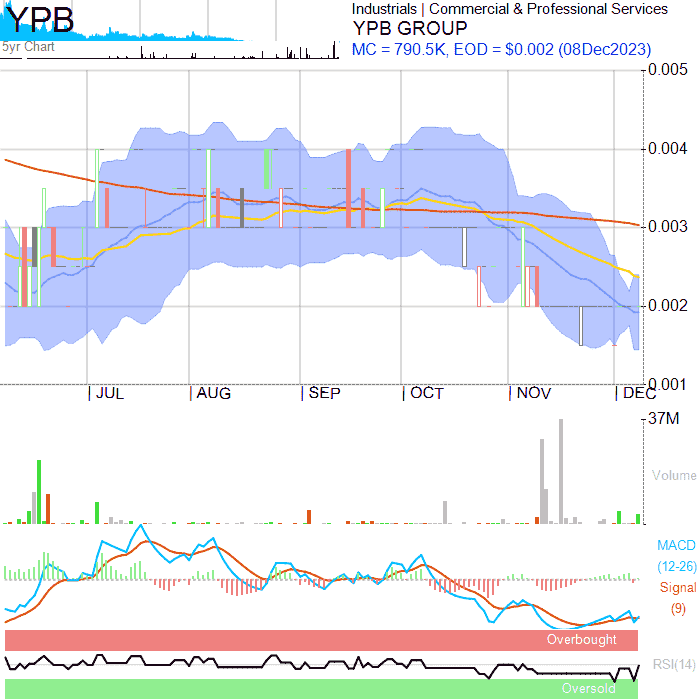 YPB
5yr Chart
Industrials | Commercial & Professional Services
YPB GROUP
MC = 790.5K, EOD = $0.002 (08Dec2023)
0.005
0.004
0.003
0.002
0.001
JUL AUG SEP OCT NOV DEC
37M
Volume
MACD
(12-26)
Signal
(9)
Overbought
RSI(14)
Oversold